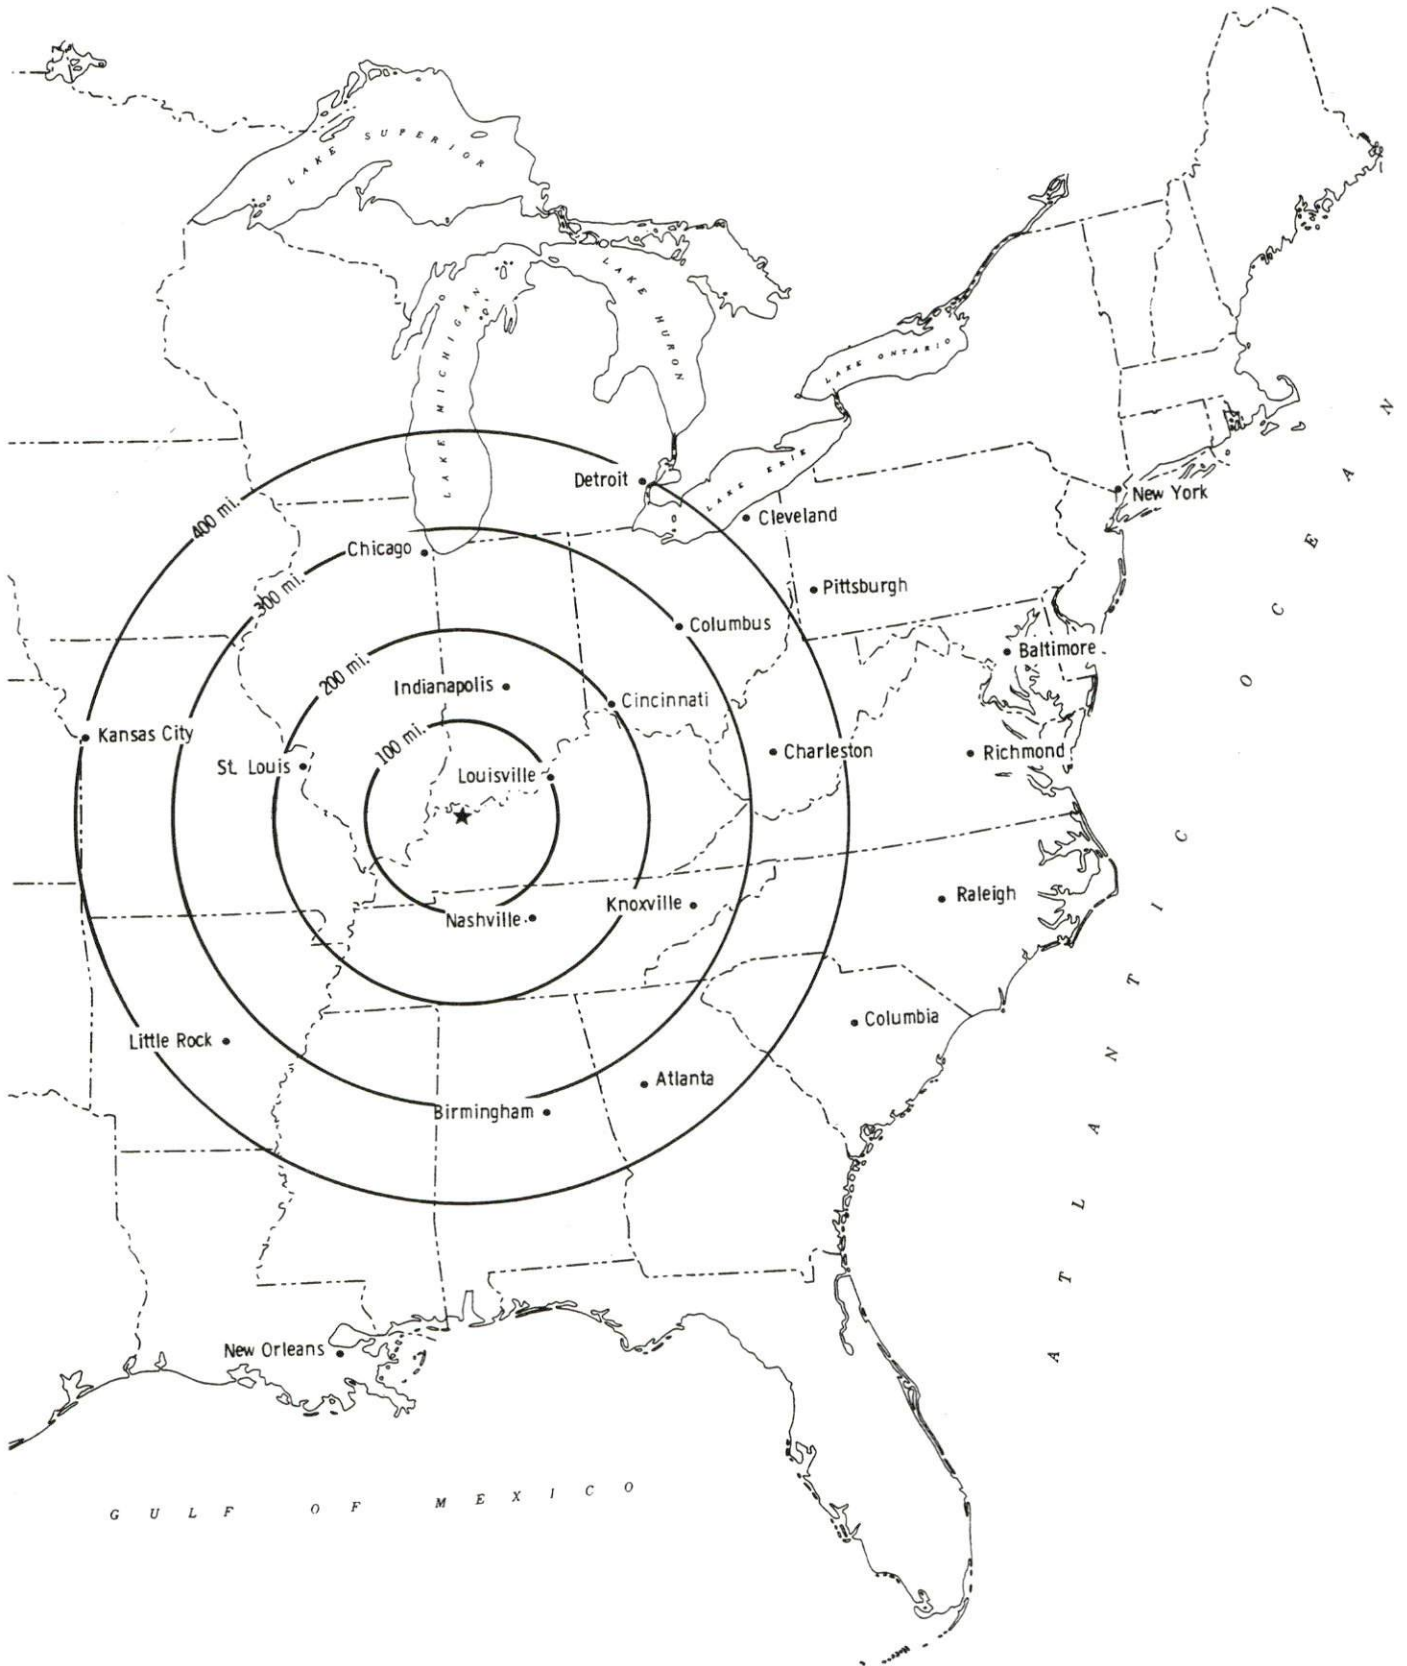 LAKE SUPERIOR
LAKE HURON
LAKE MICHIGAN
LAKE ONTARIO
LAKE ERIE
Detroit
New York
Cleveland
400 mi.
Chicago
Pittsburgh
300 mi.
Columbus
Baltimore
200 mi.
Indianapolis
Cincinnati
Kansas City
100 mi.
Charleston
Richmond
St. Louis
Louisville
Raleigh
Knoxville
Nashville
Columbia
Little Rock
Atlanta
Birmingham
ATLANTIC OCEAN
New Orleans
GULF OF MEXICO